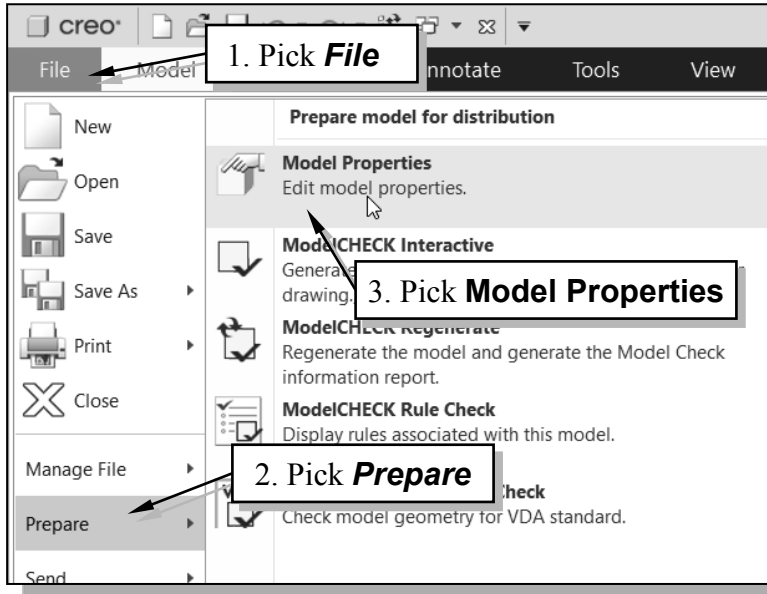 creo
File
Model
1. Pick File
nnotate
Tools
View
New
Open
Save
Save As
Print
Close
Manage File
Prepare
Send
Prepare model for distribution
Model Properties
Edit model properties.
ModelCHECK Interactive
Generate
drawing.
3. Pick Model Properties
ModelCHECK Regenerate
Regenerate the model and generate the Model Check
information report.
ModelCHECK Rule Check
Display rules associated with this model.
2. Pick Prepare
heck
Check model geometry for VDA standard.